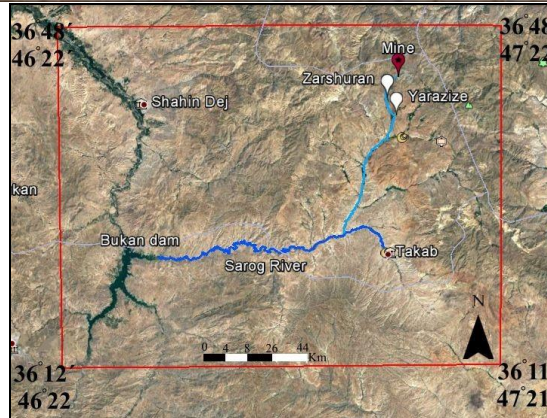 36°48'
46°22'
36°48'
47°22'
Mine
Zarshuran
Yarazize
Shahin Dej
kan
Bukan dam
Sarog River
Takab
N
0 4 8 26 44
Km
36°12'
46°22
36°11
47°21